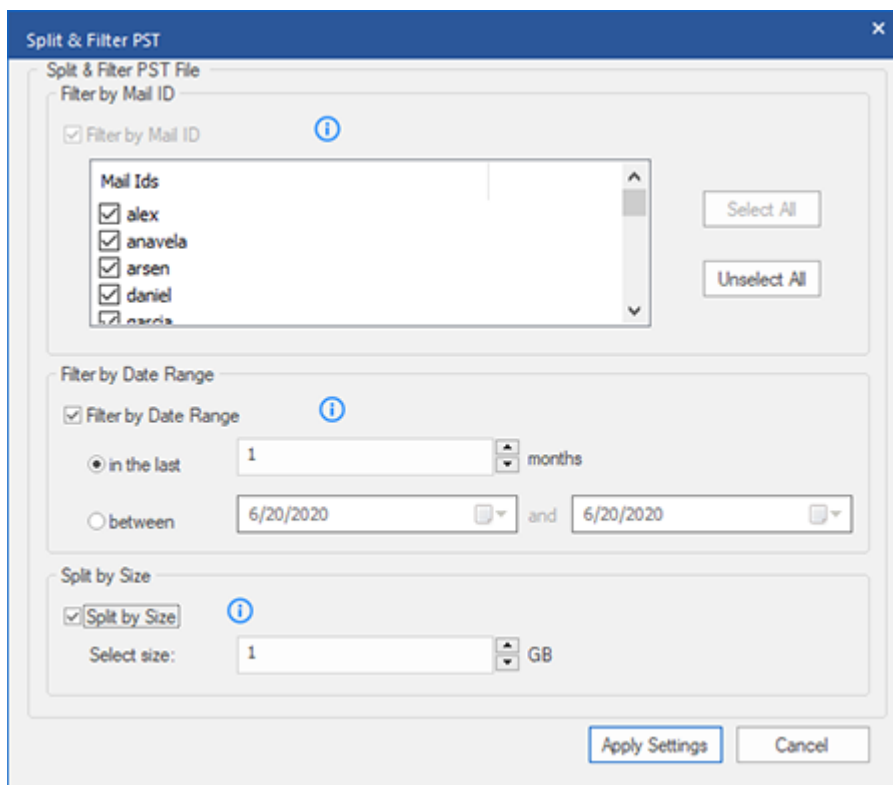 Split & Filter PST
Split & Filter PST File
Filter by Mail ID
Filter by Mail ID
Mail Ids
alex
Select All
anavela
arsen
Unselect All
daniel
garcia
Filter by Date Range
Filter by Date Range
in the last 1 months
between 6/20/2020 and 6/20/2020
Split by Size
Split by Size
Select size: 1 GB
Apply Settings Cancel